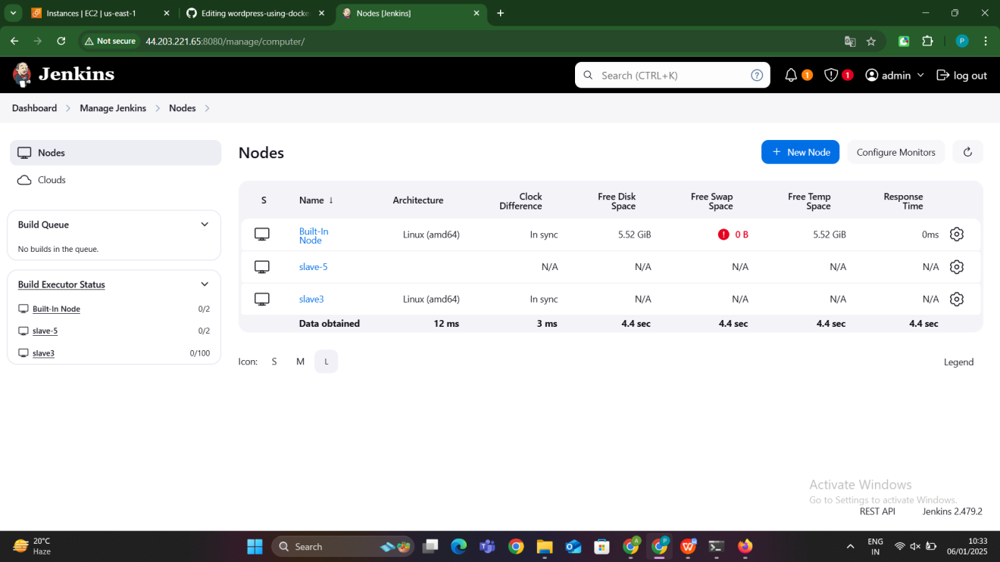 Instances | EC2 | us-east-1
Editing wordpress-using-docke
Nodes [Jenkins]
Not secure
44.203.221.65:8080/manage/computer/
P
Jenkins
Search (CTRL+K)
1
1
admin
log out
Dashboard
Manage Jenkins
Nodes
Nodes
Clouds
Build Queue
No builds in the queue.
Build Executor Status
Built-In Node
0/2
slave-5
0/2
slave3
0/100
Nodes
New Node
Configure Monitors
S
Name ↓
Architecture
Clock
Difference
Free Disk
Space
Free Swap
Space
Free Temp
Space
Response
Time
Built-In
Node
Linux (amd64)
In sync
5.52 GiB
0 B
5.52 GiB
0ms
slave-5
N/A
N/A
N/A
N/A
N/A
slave3
Linux (amd64)
In sync
N/A
N/A
N/A
N/A
Data obtained
12 ms
3 ms
4.4 sec
4.4 sec
4.4 sec
4.4 sec
Icon:
S
M
L
Legend
Activate Windows
Go to Settings to activate Windows.
REST API
Jenkins 2.479.2
20°C
Haze
Search
ENG
IN
10:33
06/01/2025